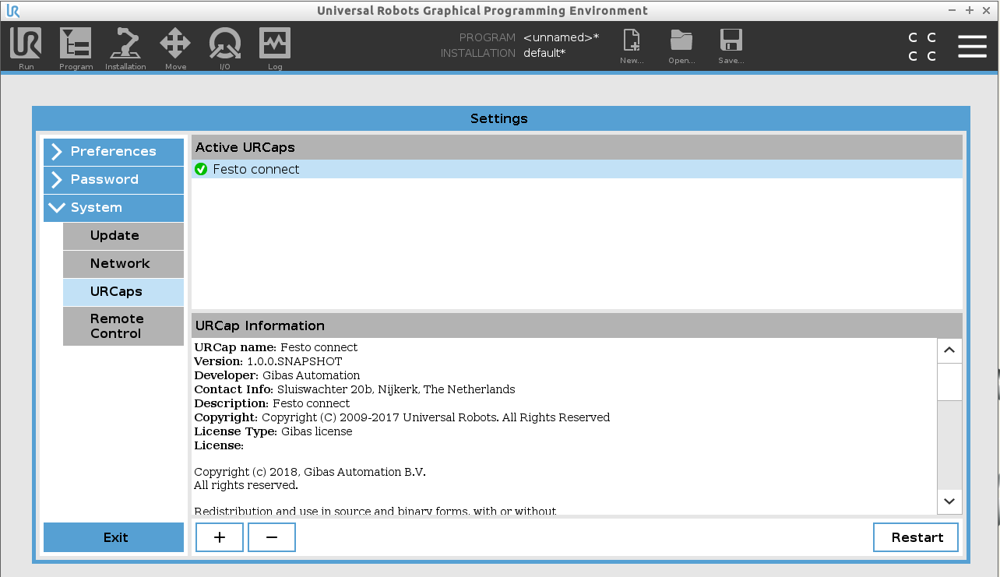 UR
Universal Robots Graphical Programming Environment
UR
Run
Program
Installation
Move
I/O
Log
PROGRAM <unnamed>*
INSTALLATION default*
New...
Open...
Save...
C C
C C
Settings
Preferences
Password
System
Update
Network
URCaps
Remote
Control
Exit
Active URCaps
Festo connect
URCap Information
URCap name: Festo connect
Version: 1.0.0.SNAPSHOT
Developer: Gibas Automation
Contact Info: Sluiswachter 20b, Nijkerk, The Netherlands
Description: Festo connect
Copyright: Copyright (C) 2009-2017 Universal Robots. All Rights Reserved
License Type: Gibas license
License:
Copyright (c) 2018, Gibas Automation B.V.
All rights reserved.
Redistribution and use in source and binary forms, with or without
+
−
Restart